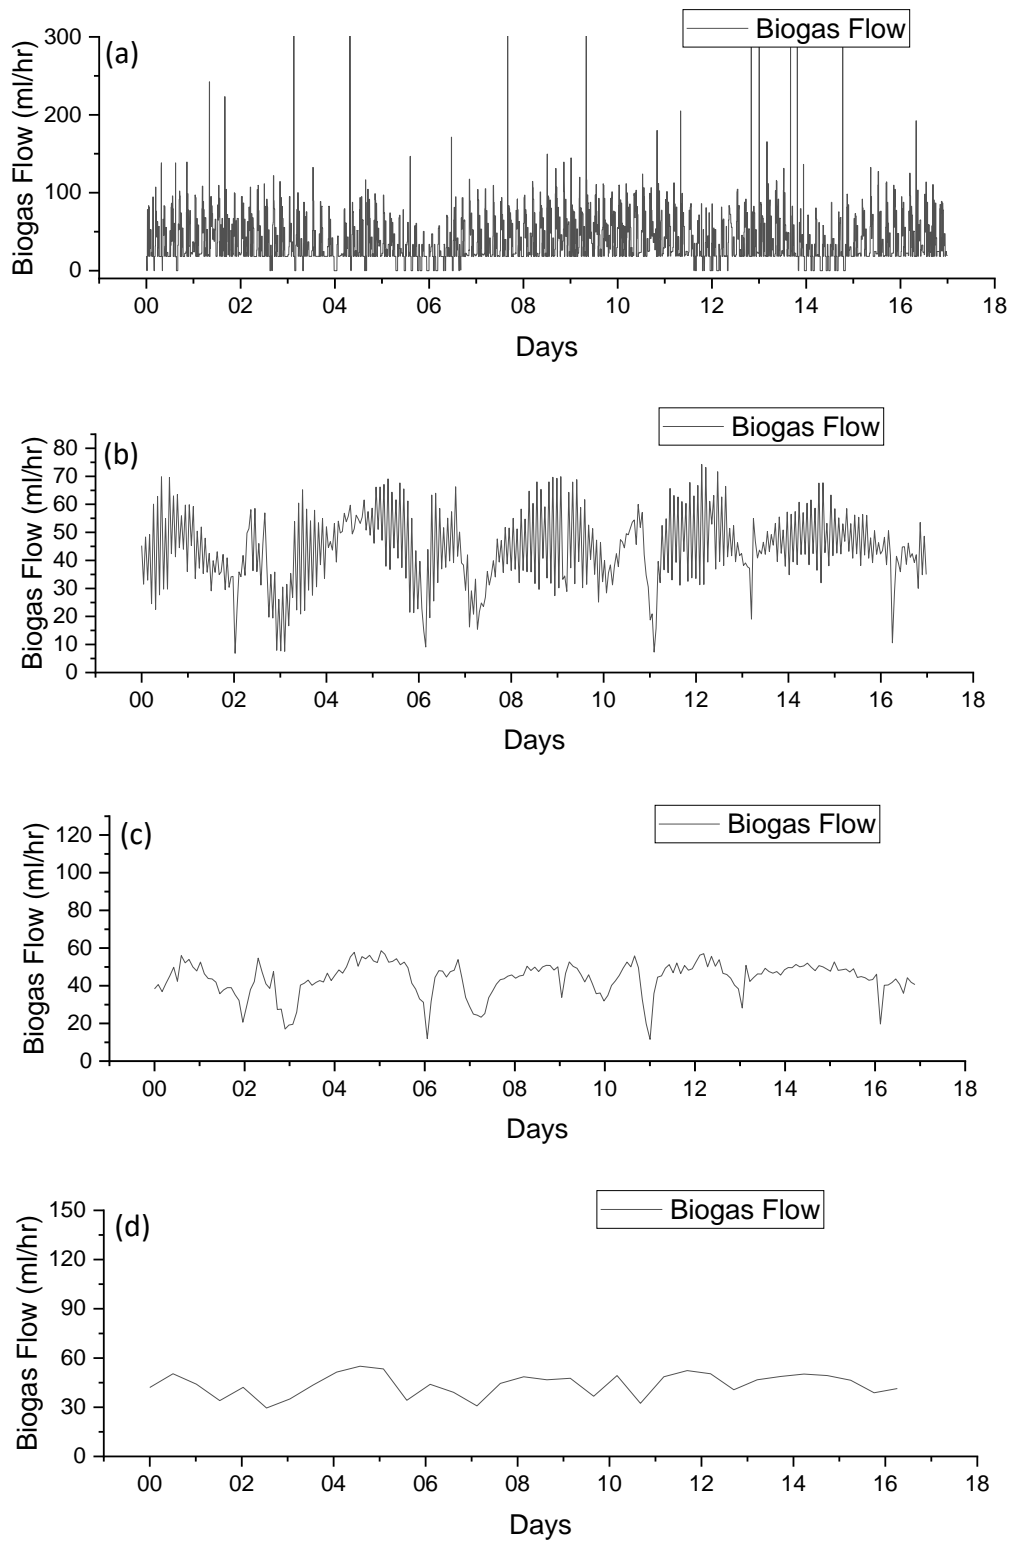 (a)
Biogas Flow
Biogas Flow (ml/hr)
300
200
100
0
00 02 04 06 08 10 12 14 16 18
Days
(b)
Biogas Flow
Biogas Flow (ml/hr)
80
70
60
50
40
30
20
10
0
00 02 04 06 08 10 12 14 16 18
Days
(c)
Biogas Flow
Biogas Flow (ml/hr)
120
100
80
60
40
20
0
00 02 04 06 08 10 12 14 16 18
Days
(d)
Biogas Flow
Biogas Flow (ml/hr)
150
120
90
60
30
0
00 02 04 06 08 10 12 14 16 18
Days